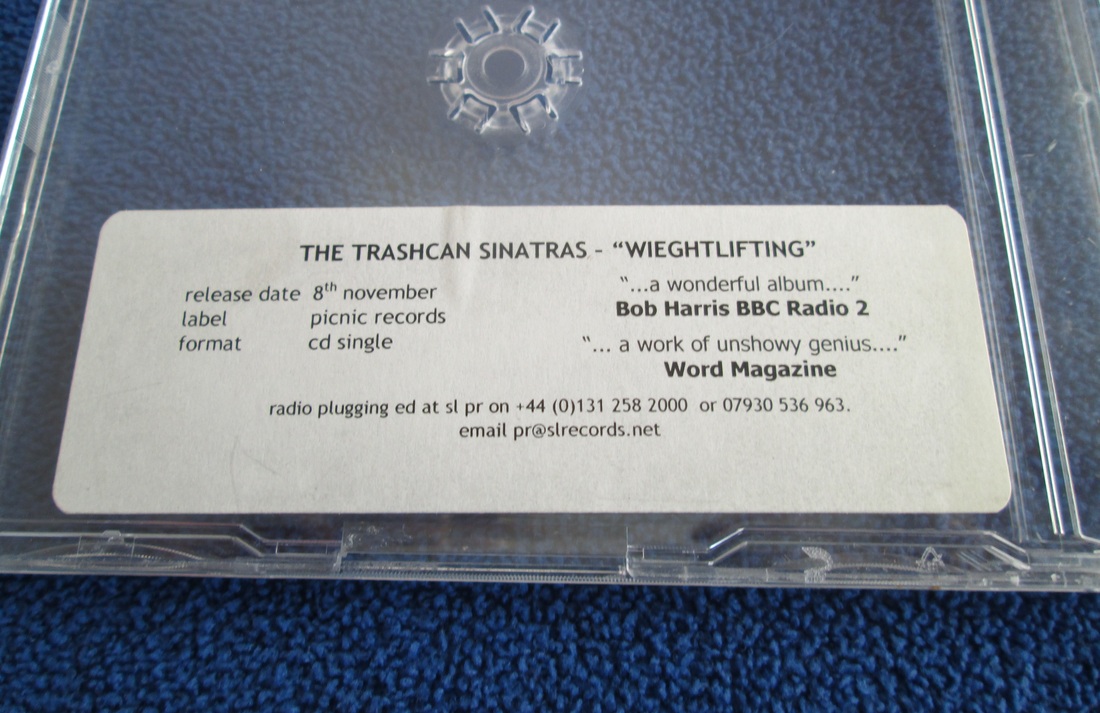 THE TRASHCAN SINATRAS - “WIEGHTLIFTING”
release date 8th november
label picnic records
format cd single
“...a wonderful album....”
Bob Harris BBC Radio 2
“... a work of unshowy genius....”
Word Magazine
radio plugging ed at sl pr on +44 (0)131 258 2000 or 07930 536 963.
email pr@slrecords.net